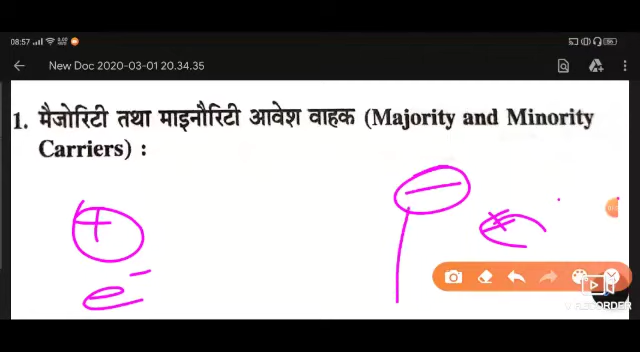 08:57
New Doc 2020-03-01 20.34.35
1. मैजोरिटी तथा माइनौरिटी आवेश वाहक (Majority and Minority
Carriers) :
+
−
e⁻
RECORDER